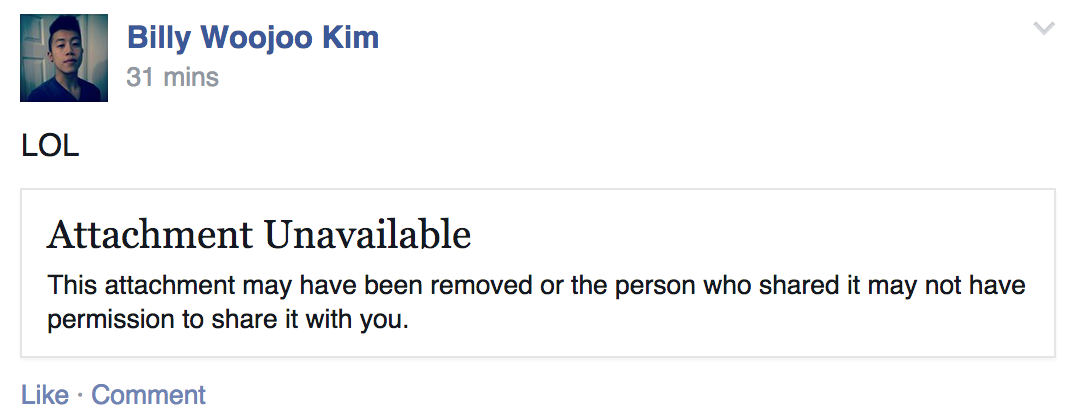 Billy Woojoo Kim
31 mins
LOL
Attachment Unavailable
This attachment may have been removed or the person who shared it may not have
permission to share it with you.
Like · Comment